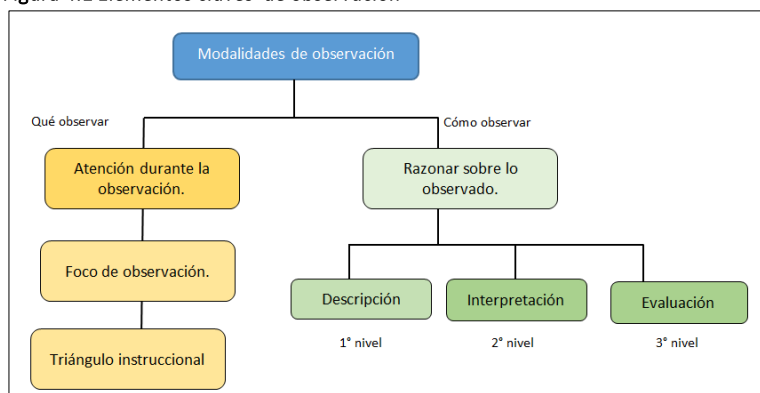 Modalidades de observación
Qué observar
Cómo observar
Atención durante la
observación.
Razonar sobre lo
observado.
Foco de observación.
Descripción
Interpretación
Evaluación
1° nivel
2° nivel
3° nivel
Triángulo instruccional